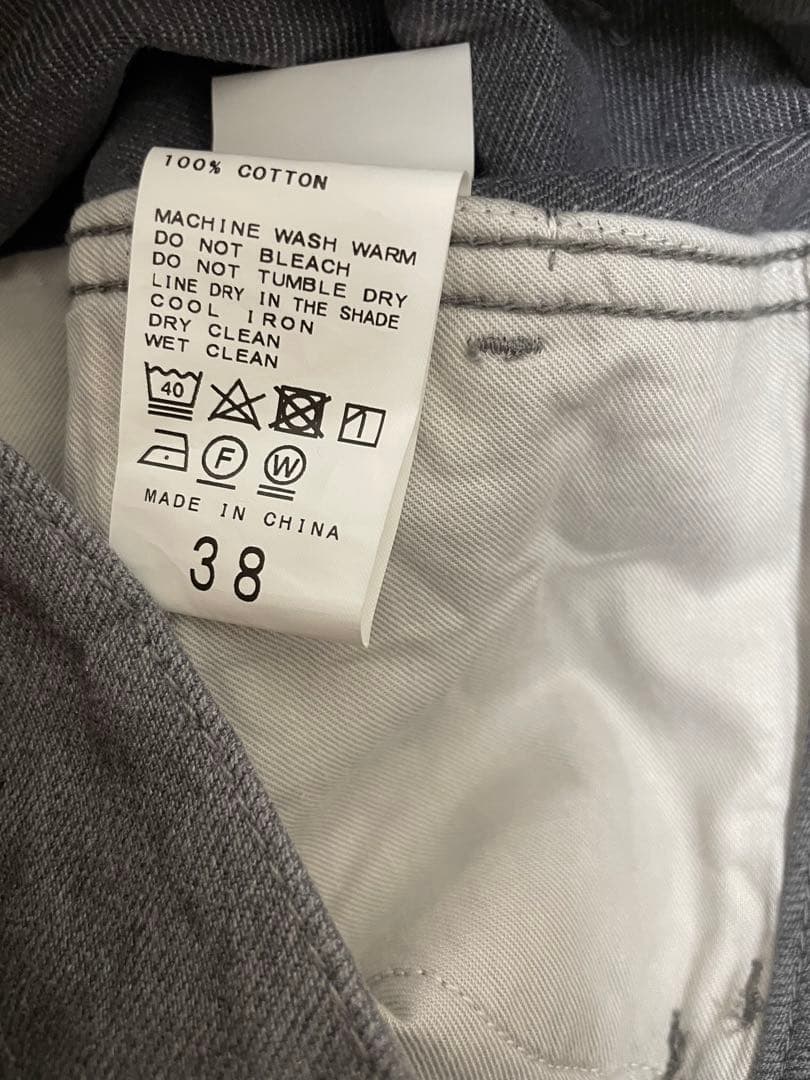 100% COTTON
MACHINE WASH WARM
DO NOT BLEACH
DO NOT TUMBLE DRY
LINE DRY IN THE SHADE
COOL IRON
DRY CLEAN
WET CLEAN
40
F W
MADE IN CHINA
38